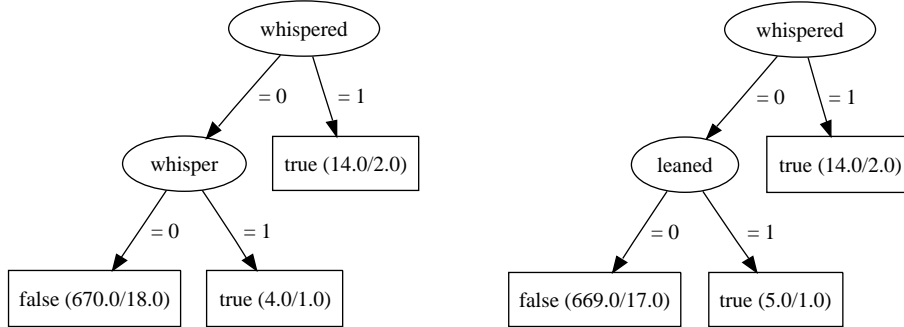 whispered
= 0
= 1
whisper
true (14.0/2.0)
= 0
= 1
false (670.0/18.0)
true (4.0/1.0)
whispered
= 0
= 1
leaned
true (14.0/2.0)
= 0
= 1
false (669.0/17.0)
true (5.0/1.0)